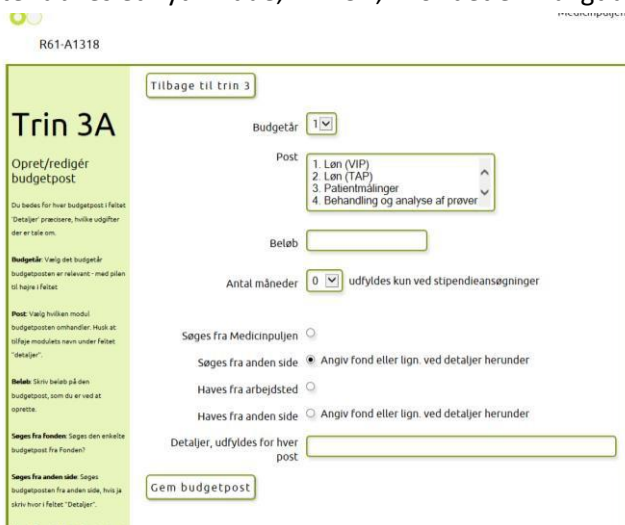 R61-A1318
Tilbage til trin 3
Trin 3A
Opret/redigér
budgetpost
Du bedes for hver budgetpost i feltet
'Detaljer' præcisere, hvilke udgifter
der er tale om.
Budgetår: Vælg det budgetår
budgetposten er relevant - med pilen
til højre i feltet
Post: Vælg hvilken modul
budgetposten omhandler. Husk at
tilføje modulets navn under feltet
"detaljer".
Beløb: Skriv beløb på den
budgetpost, som du er ved at
oprette.
Søges fra fonden: Søges den enkelte
budgetpost fra Fonden?
Søges fra anden side: Søges
budgetposten fra anden side, hvis ja
skriv hvor i feltet "Detaljer".
Budgetår 1
Post
1. Løn (VIP)
2. Løn (TAP)
3. Patientmålinger
4. Behandling og analyse af prøver
Beløb
Antal måneder 0 udfyldes kun ved stipendieansøgninger
Søges fra Medicinpuljen
Søges fra anden side Angiv fond eller lign. ved detaljer herunder
Haves fra arbejdsted
Haves fra anden side Angiv fond eller lign. ved detaljer herunder
Detaljer, udfyldes for hver
post
Gem budgetpost